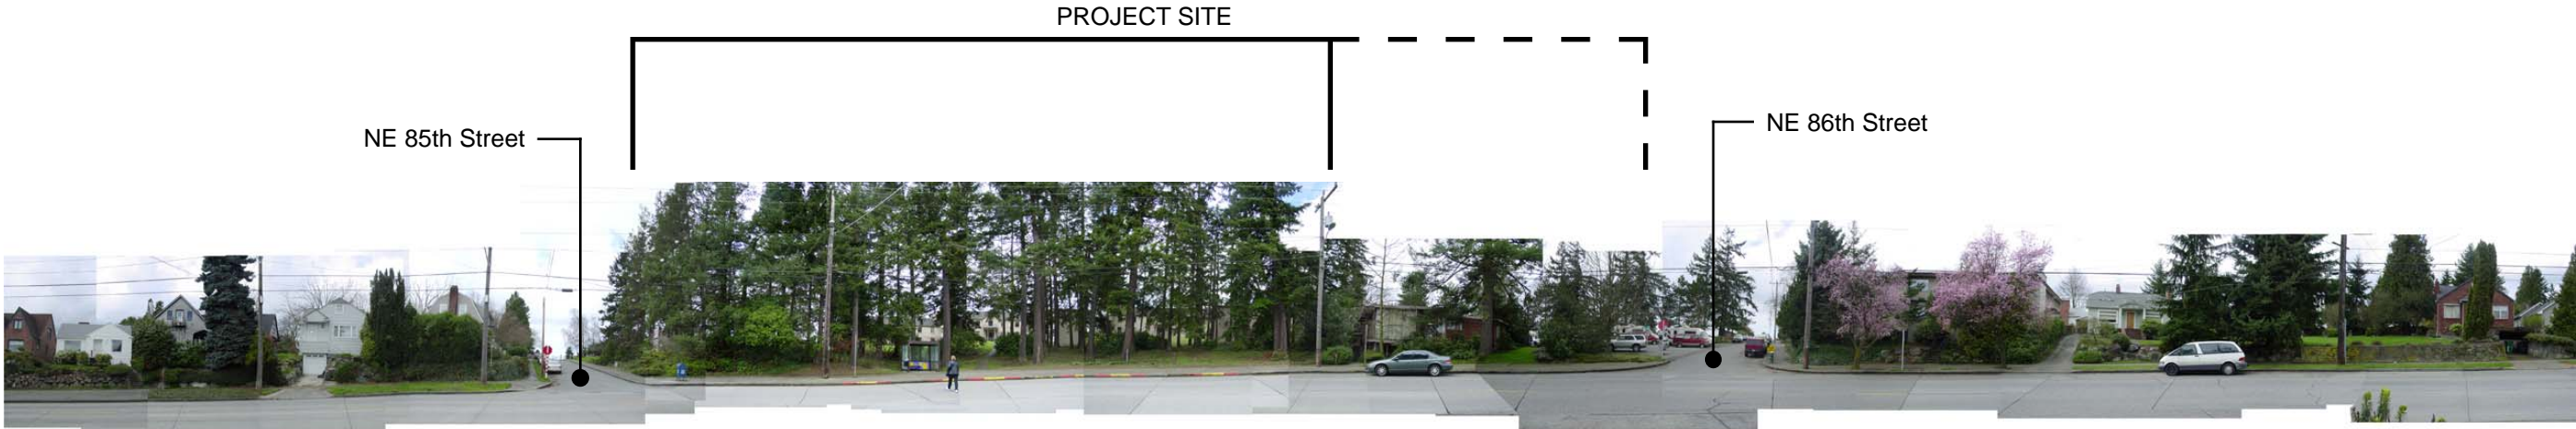 PROJECT SITE
NE 85th Street
NE 86th Street